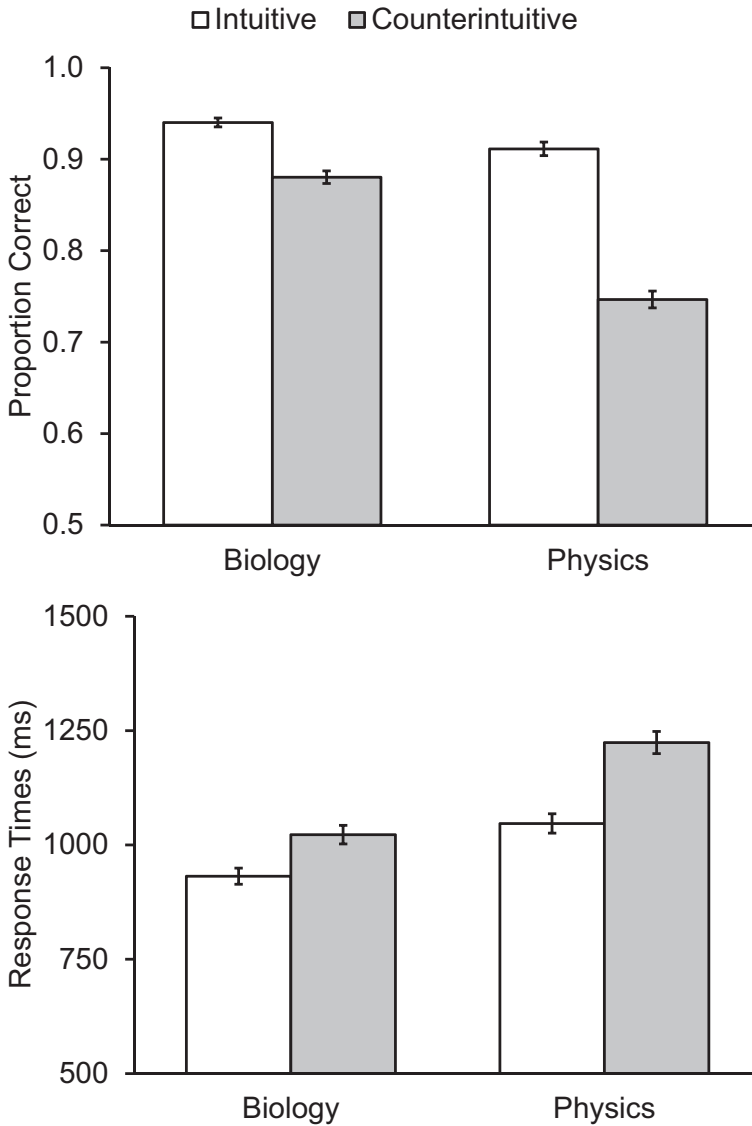 Intuitive Counterintuitive
Proportion Correct
1.0
0.9
0.8
0.7
0.6
0.5
Biology Physics
Response Times (ms)
1500
1250
1000
750
500
Biology Physics